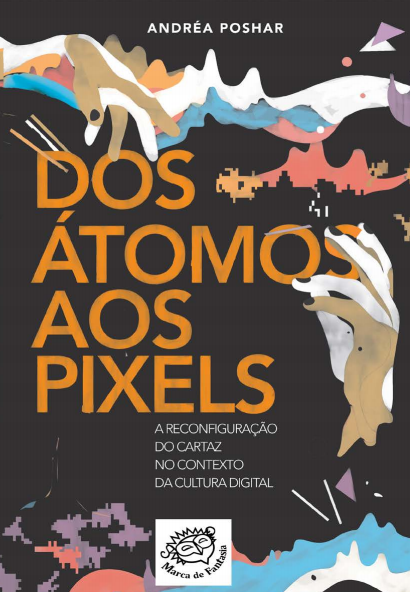 ANDRÉA POSHAR
DOS
ÁTOMOS
AOS
PIXELS
A RECONFIGURAÇÃO
DO CARTAZ
NO CONTEXTO
DA CULTURA DIGITAL
Marca de Fantasia